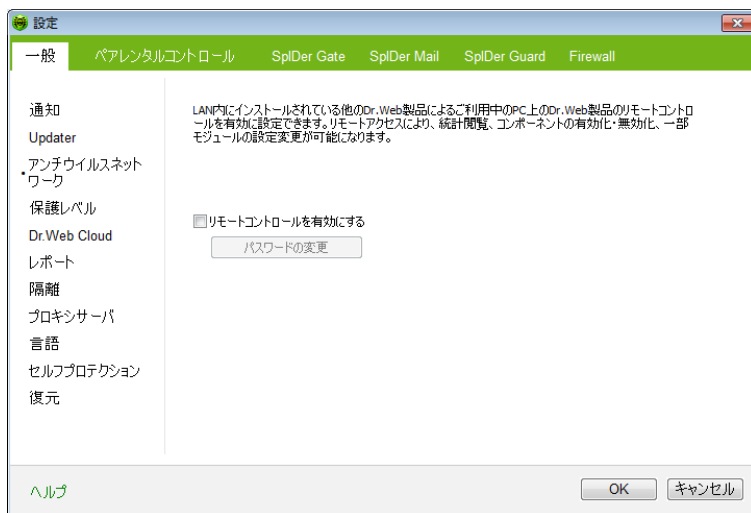 設定
一般 ペアレンタルコントロール SpIDer Gate SpIDer Mail SpIDer Guard Firewall
通知
Updater
アンチウイルスネット
ワーク
保護レベル
Dr.Web Cloud
レポート
隔離
プロキシサーバ
言語
セルフプロテクション
復元
LAN内にインストールされている他のDr.Web製品によるご利用中のPC上のDr.Web製品のリモートコントロ
ールを有効に設定できます。リモートアクセスにより、統計閲覧、コンポーネントの有効化・無効化、一部
モジュールの設定変更が可能になります。
リモートコントロールを有効にする
パスワードの変更
ヘルプ
OK キャンセル